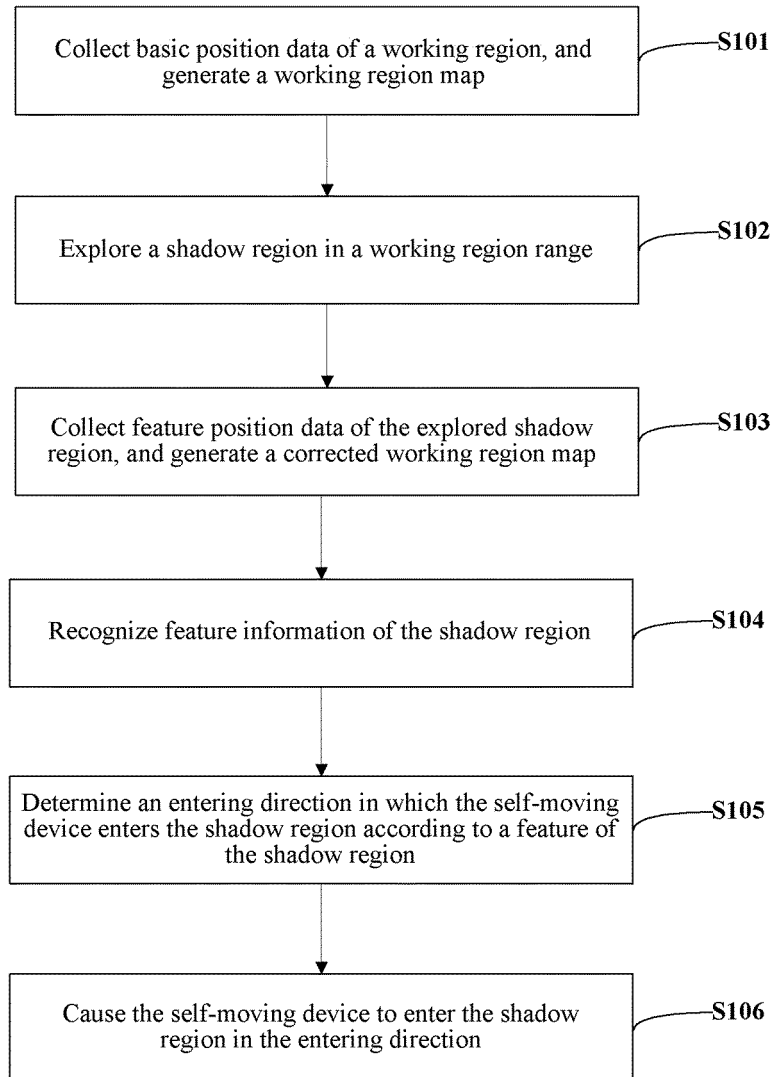 Collect basic position data of a working region, and
generate a working region map
S101
Explore a shadow region in a working region range
S102
Collect feature position data of the explored shadow
region, and generate a corrected working region map
S103
Recognize feature information of the shadow region
S104
Determine an entering direction in which the self-moving
device enters the shadow region according to a feature of
the shadow region
S105
Cause the self-moving device to enter the shadow
region in the entering direction
S106